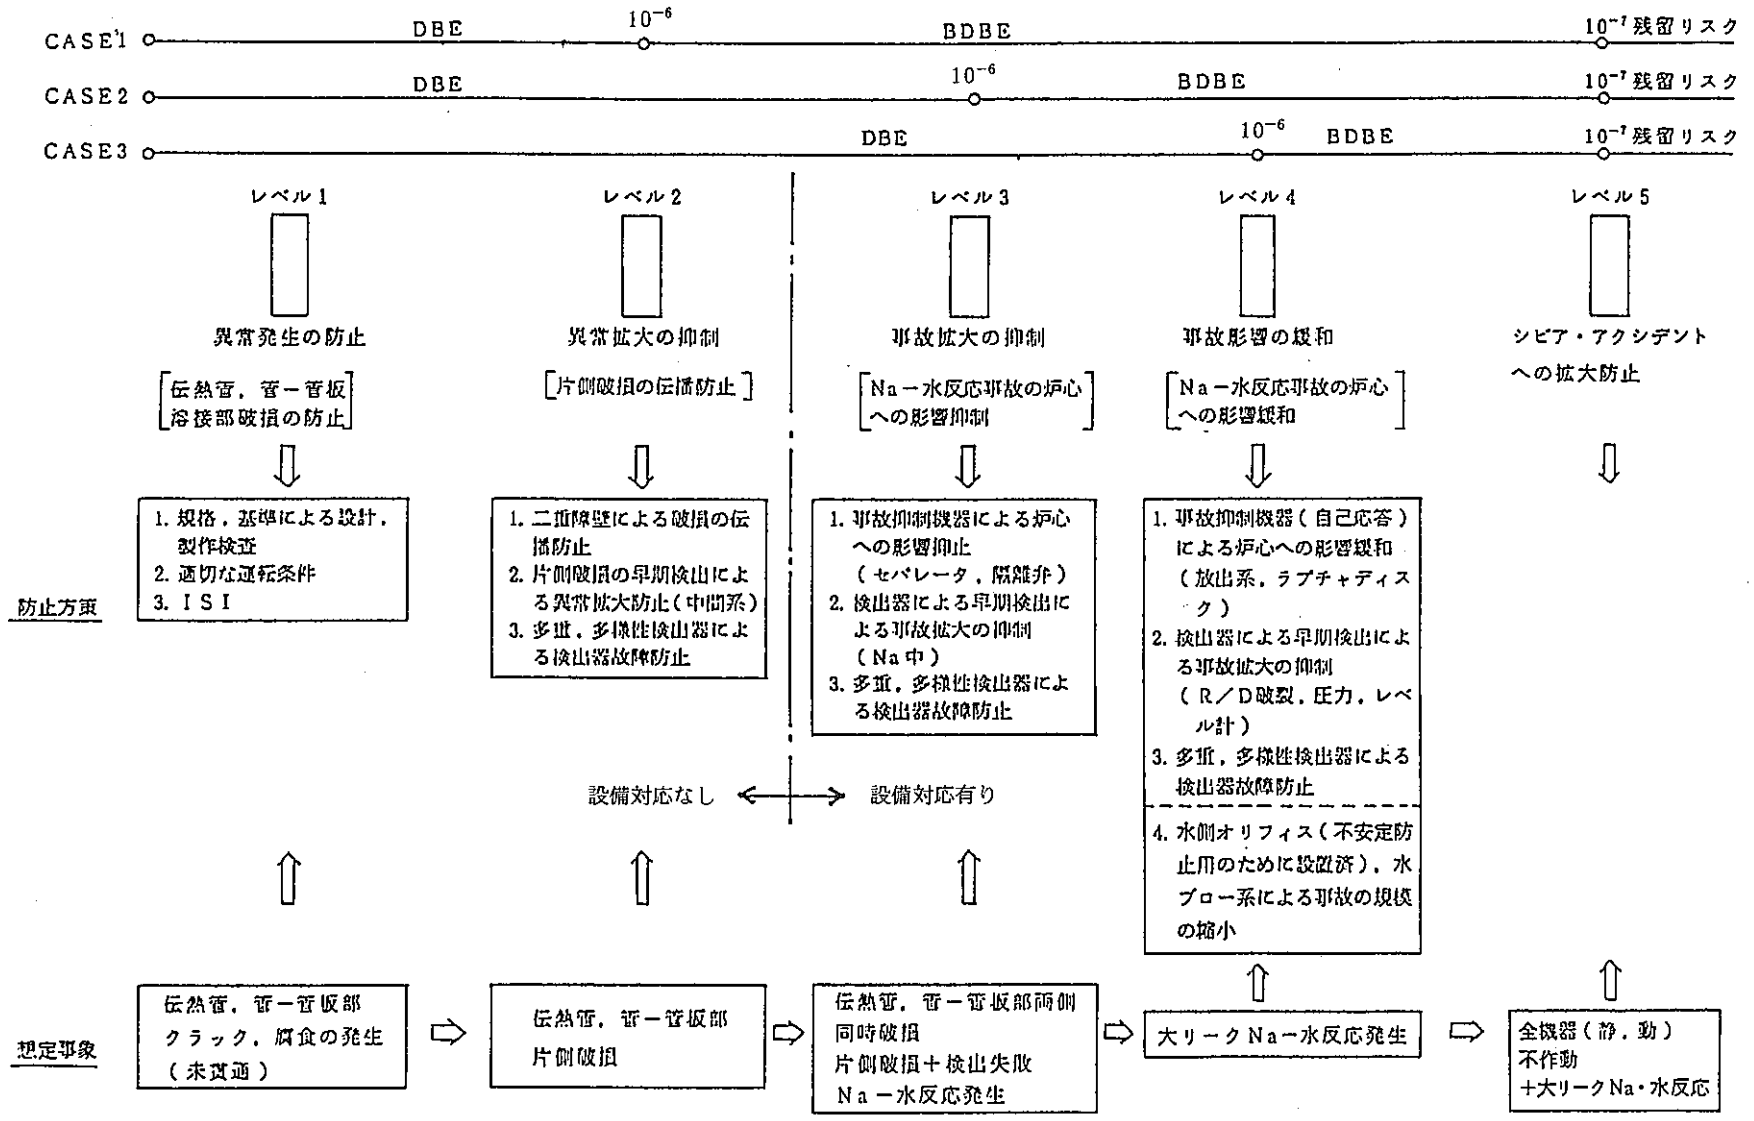 CASE 1 DBE 10⁻⁶ BDBE 10⁻⁷ 残留リスク
CASE2 DBE 10⁻⁶ BDBE 10⁻⁷ 残留リスク
CASE3 DBE 10⁻⁶ BDBE 10⁻⁷ 残留リスク
レベル1
異常発生の防止
[伝熱管,管-管板
溶接部破損の防止]
レベル2
異常拡大の抑制
[片側破損の伝播防止]
レベル3
事故拡大の抑制
[Na-水反応事故の炉心
への影響抑制]
レベル4
事故影響の緩和
[Na-水反応事故の炉心
への影響緩和]
レベル5
シビア・アクシデント
への拡大防止
防止方策
1. 規格,基準による設計,
製作検査
2. 適切な運転条件
3. ISI
1. 二重障壁による破損の伝
播防止
2. 片側破損の早期検出によ
る異常拡大防止(中間系)
3. 多重,多様性検出器によ
る検出器故障防止
1. 事故抑制機器による炉心
への影響抑止
(セパレータ,隔離弁)
2. 検出器による早期検出に
よる事故拡大の抑制
(Na中)
3. 多重,多様性検出器によ
る検出器故障防止
1. 事故抑制機器(自己応答)
による炉心への影響緩和
(放出系,ラプチャディス
ク)
2. 検出器による早期検出によ
る事故拡大の抑制
(R/D破裂,圧力,レベ
ル計)
3. 多重,多様性検出器による
検出器故障防止
4. 水側オリフィス(不安定防
止用のために設置済),水
ブロー系による事故の規模
の縮小
設備対応なし
設備対応有り
想定事象
伝熱管,管-管板部
クラック,腐食の発生
(未貫通)
伝熱管,管-管板部
片側破損
伝熱管,管-管板部両側
同時破損
片側破損+検出失敗
Na-水反応発生
大リークNa-水反応発生
全機器(静,動)
不作動
+大リークNa・水反応